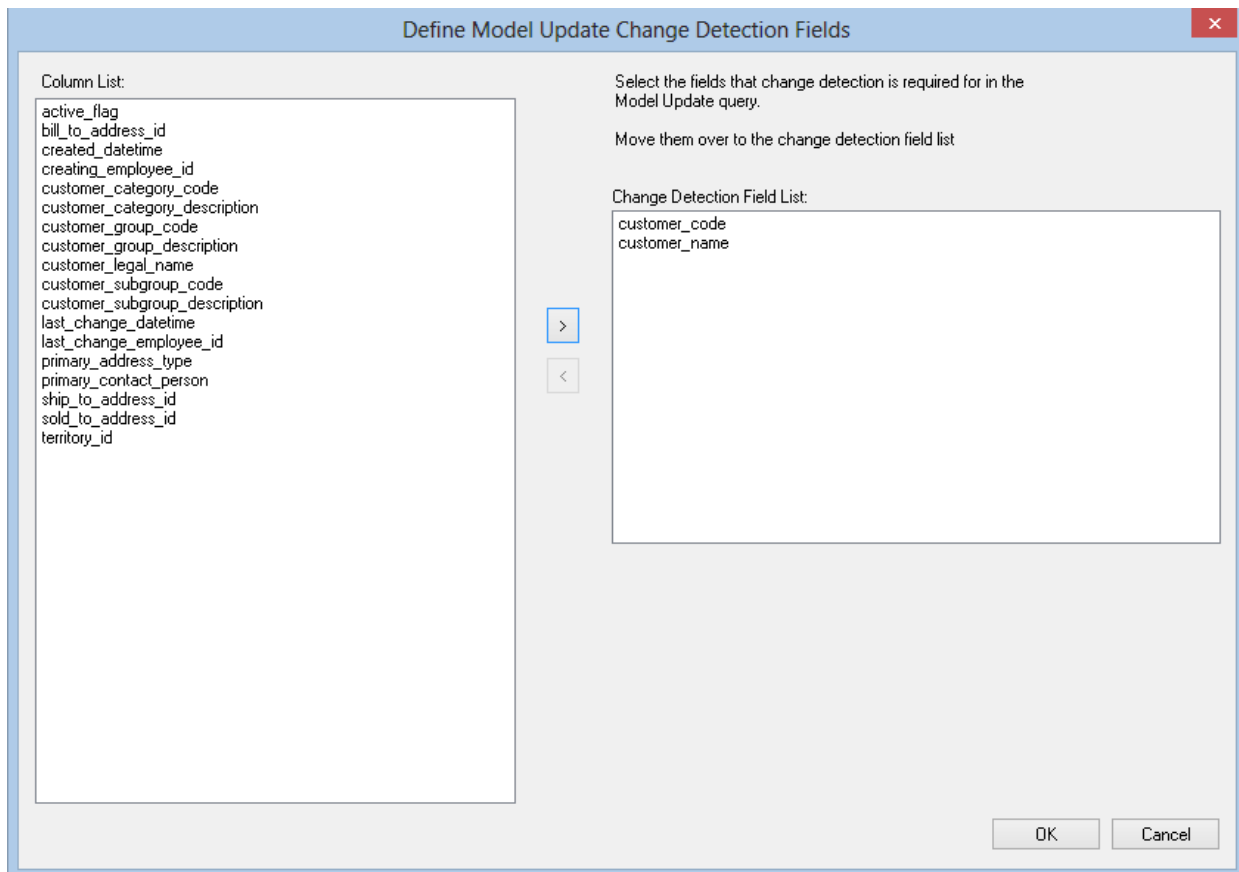 Define Model Update Change Detection Fields
Column List:
active_flag
bill_to_address_id
created_datetime
creating_employee_id
customer_category_code
customer_category_description
customer_group_code
customer_group_description
customer_legal_name
customer_subgroup_code
customer_subgroup_description
last_change_datetime
last_change_employee_id
primary_address_type
primary_contact_person
ship_to_address_id
sold_to_address_id
territory_id
>
<
Select the fields that change detection is required for in the
Model Update query.
Move them over to the change detection field list
Change Detection Field List:
customer_code
customer_name
OK
Cancel